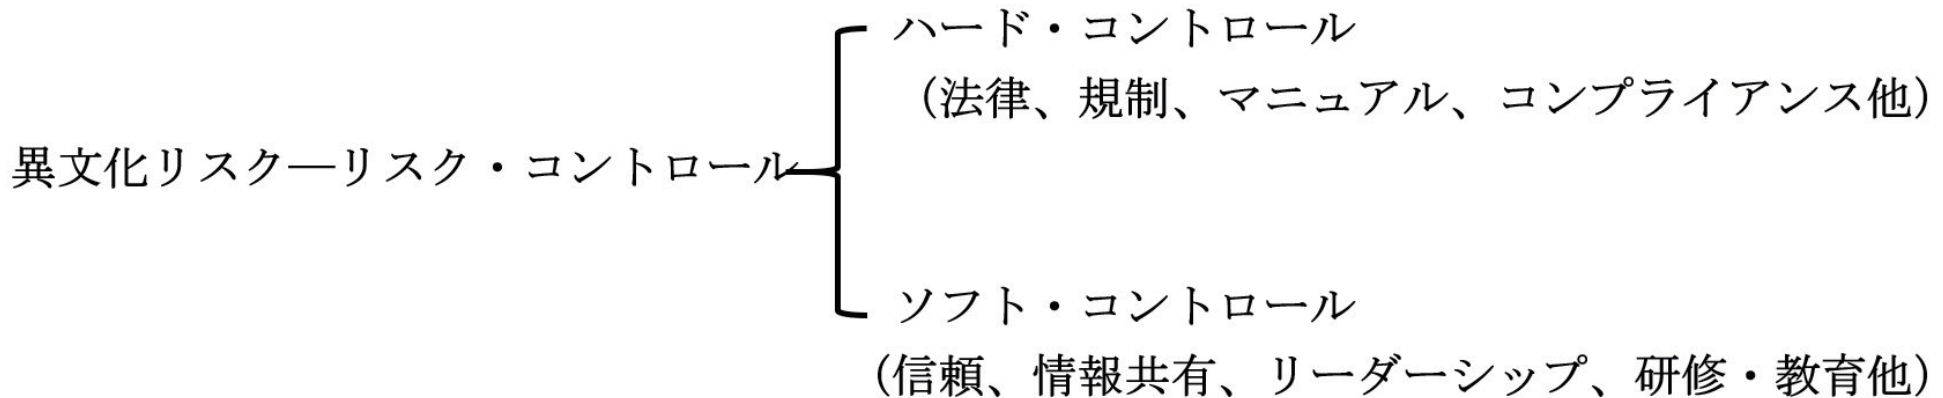 ハード・コントロール
（法律、規制、マニュアル、コンプライアンス他）
異文化リスク―リスク・コントロール
ソフト・コントロール
（信頼、情報共有、リーダーシップ、研修・教育他）